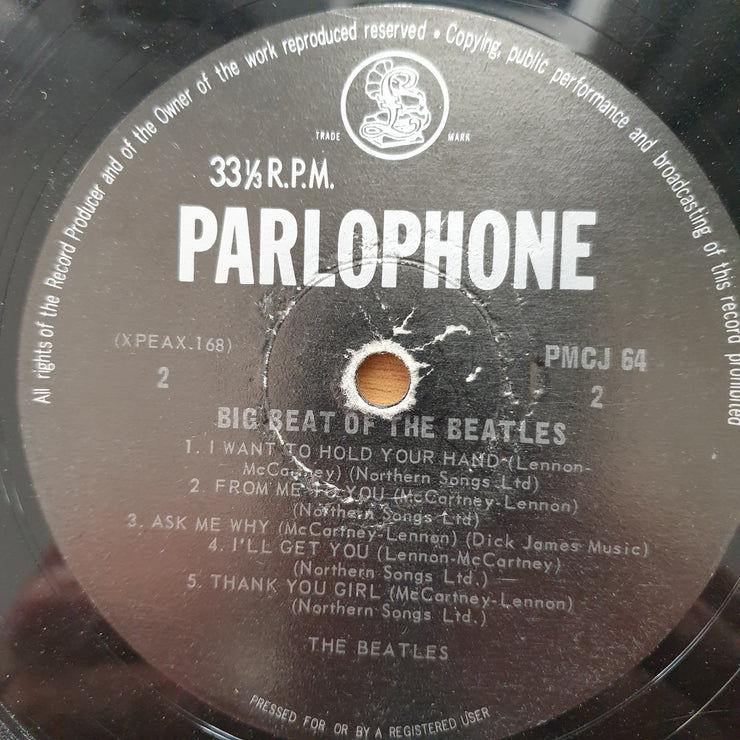 All rights of the Record Producer and of the Owner of the work reproduced reserved • Copying, public performance and broadcasting of this record prohibited
TRADE MARK
33⅓ R.P.M.
PARLOPHONE
(XPEAX.168)
PMCJ 64
2
2
BIG BEAT OF THE BEATLES
1. I WANT TO HOLD YOUR HAND (Lennon-
McCartney) (Northern Songs Ltd)
2. FROM ME TO YOU (McCartney-Lennon)
(Northern Songs Ltd)
3. ASK ME WHY (McCartney-Lennon) (Dick James Music)
4. I'LL GET YOU (Lennon-McCartney)
(Northern Songs Ltd.)
5. THANK YOU GIRL (McCartney-Lennon)
(Northern Songs Ltd.)
THE BEATLES
PRESSED FOR OR BY A REGISTERED USER